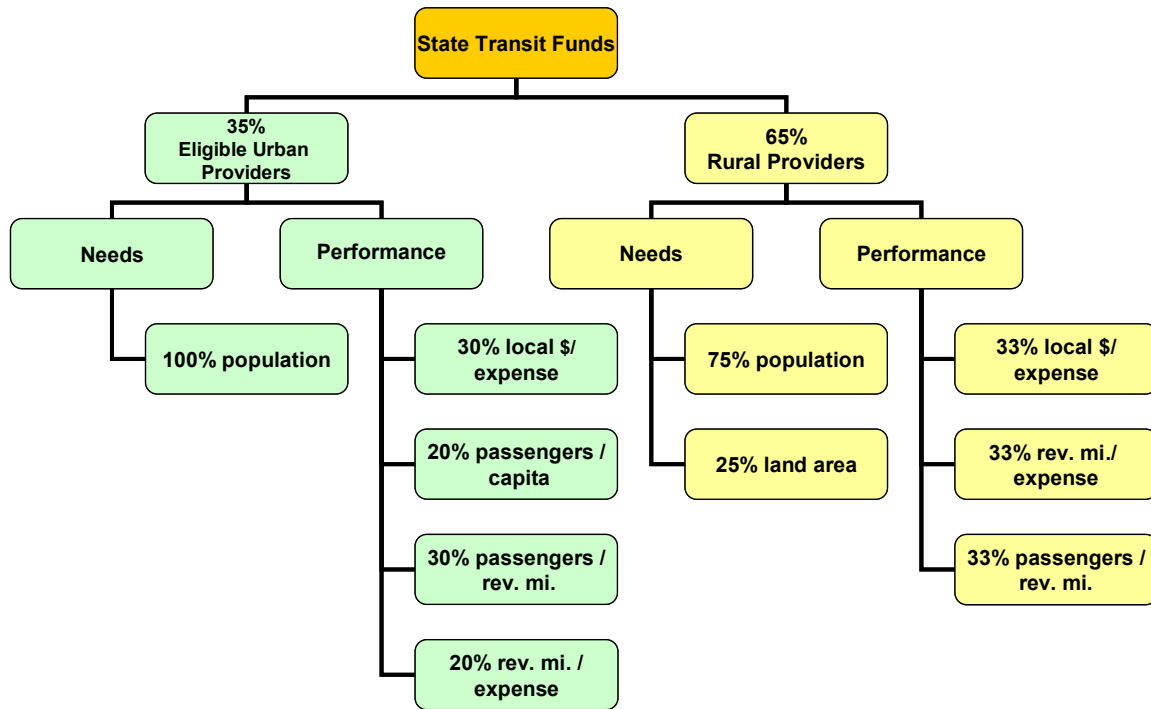 State Transit Funds
35%
Eligible Urban
Providers
65%
Rural Providers
Needs
Performance
Needs
Performance
100% population
30% local $/
expense
20% passengers /
capita
30% passengers /
rev. mi.
20% rev. mi. /
expense
75% population
25% land area
33% local $/
expense
33% rev. mi./
expense
33% passengers /
rev. mi.